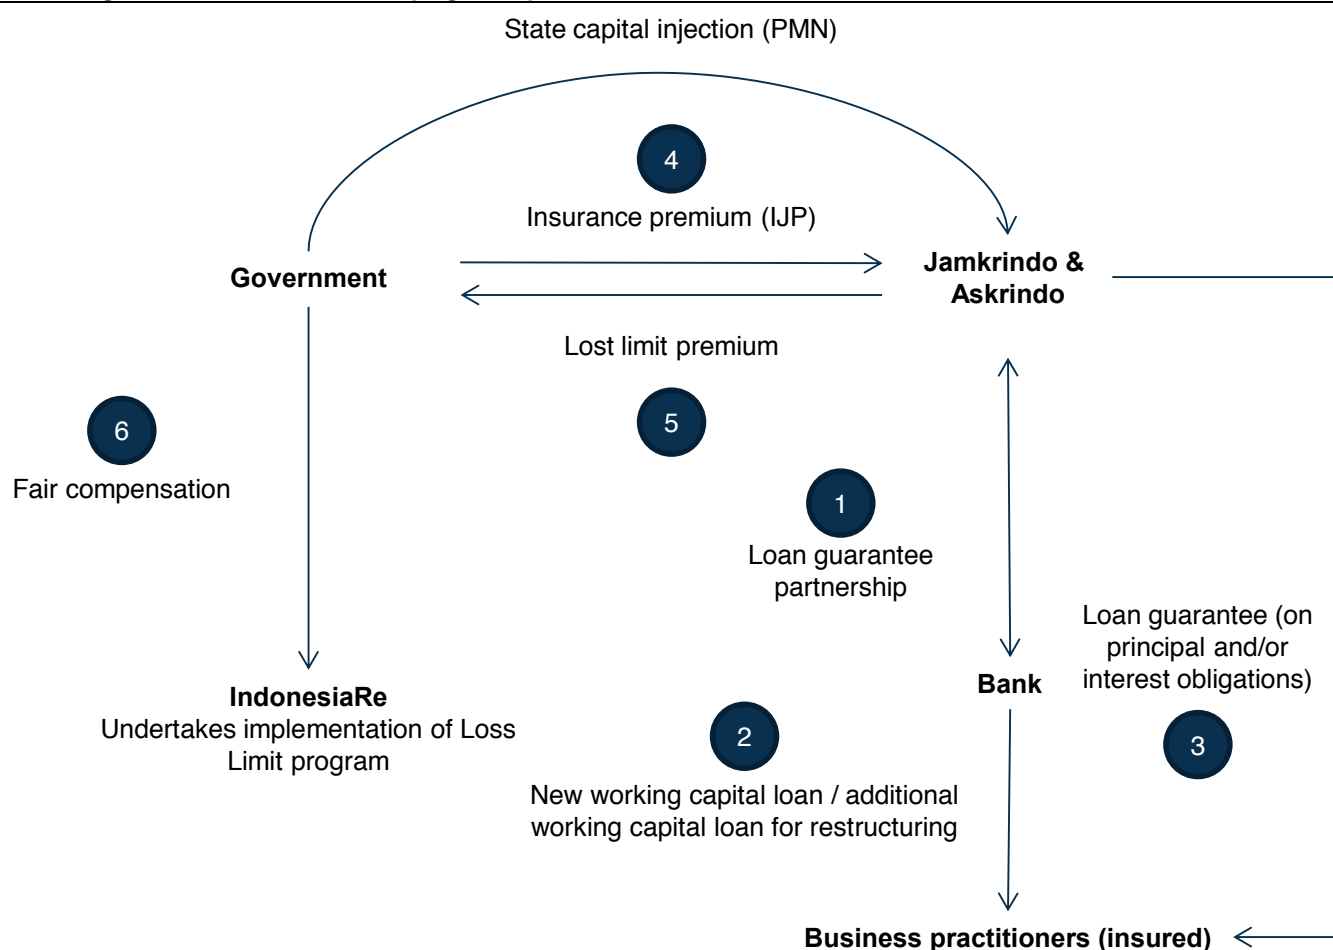 State capital injection (PMN)
4
Insurance premium (IJP)
Government
Jamkrindo &
Askrindo
Lost limit premium
5
6
Fair compensation
1
Loan guarantee
partnership
Loan guarantee (on
principal and/or
interest obligations)
3
Bank
IndonesiaRe
Undertakes implementation of Loss
Limit program
2
New working capital loan / additional
working capital loan for restructuring
Business practitioners (insured)